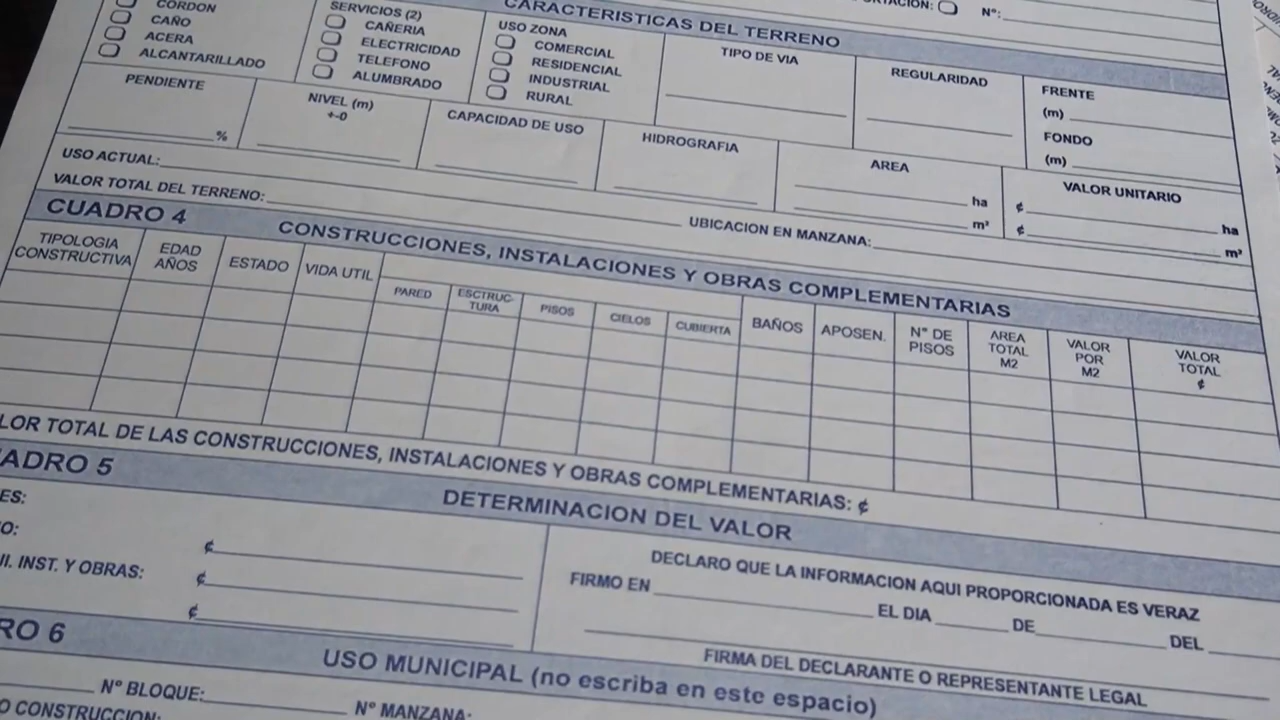 Nº:
CARACTERISTICAS DEL TERRENO
CORDON
CAÑO
ACERA
ALCANTARILLADO
SERVICIOS (2)
CAÑERIA
ELECTRICIDAD
TELEFONO
ALUMBRADO
USO ZONA
COMERCIAL
RESIDENCIAL
INDUSTRIAL
RURAL
TIPO DE VIA
REGULARIDAD
FRENTE
(m)
FONDO
(m)
PENDIENTE
%
NIVEL (m)
+-0
CAPACIDAD DE USO
HIDROGRAFIA
AREA
ha
m²
VALOR UNITARIO
¢ ha
¢ m²
USO ACTUAL:
VALOR TOTAL DEL TERRENO:
UBICACION EN MANZANA:
CUADRO 4 CONSTRUCCIONES, INSTALACIONES Y OBRAS COMPLEMENTARIAS
TIPOLOGIA
CONSTRUCTIVA
EDAD
AÑOS
ESTADO
VIDA UTIL
PARED
ESCTRUC-
TURA
PISOS
CIELOS
CUBIERTA
BAÑOS
APOSEN.
N° DE
PISOS
AREA
TOTAL
M2
VALOR
POR
M2
VALOR
TOTAL
¢
LOR TOTAL DE LAS CONSTRUCCIONES, INSTALACIONES Y OBRAS COMPLEMENTARIAS: ¢
ADRO 5 DETERMINACION DEL VALOR
ES:
O:
I. INST. Y OBRAS:
¢
¢
¢
DECLARO QUE LA INFORMACION AQUI PROPORCIONADA ES VERAZ
FIRMO EN EL DIA DE DEL
FIRMA DEL DECLARANTE O REPRESENTANTE LEGAL
RO 6 USO MUNICIPAL (no escriba en este espacio)
Nº BLOQUE: Nº MANZANA:
O CONSTRUCCION: